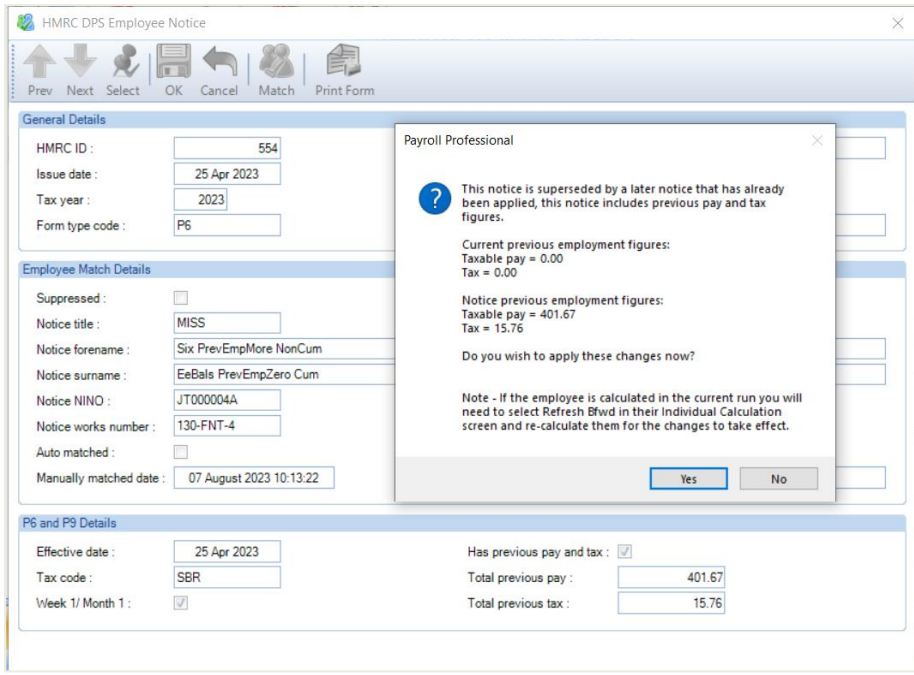 HMRC DPS Employee Notice
Prev Next Select OK Cancel Match Print Form
General Details
HMRC ID : 554
Issue date : 25 Apr 2023
Tax year : 2023
Form type code : P6
Employee Match Details
Suppressed :
Notice title : MISS
Notice forename : Six PrevEmpMore NonCum
Notice surname : EeBals PrevEmpZero Cum
Notice NINO : JT000004A
Notice works number : 130-FNT-4
Auto matched :
Manually matched date : 07 August 2023 10:13:22
Payroll Professional
This notice is superseded by a later notice that has already
been applied, this notice includes previous pay and tax
figures.
Current previous employment figures:
Taxable pay = 0.00
Tax = 0.00
Notice previous employment figures:
Taxable pay = 401.67
Tax = 15.76
Do you wish to apply these changes now?
Note - If the employee is calculated in the current run you will
need to select Refresh Bfwd in their Individual Calculation
screen and re-calculate them for the changes to take effect.
Yes No
P6 and P9 Details
Effective date : 25 Apr 2023 Has previous pay and tax :
Tax code : SBR Total previous pay : 401.67
Week 1/ Month 1 : Total previous tax : 15.76